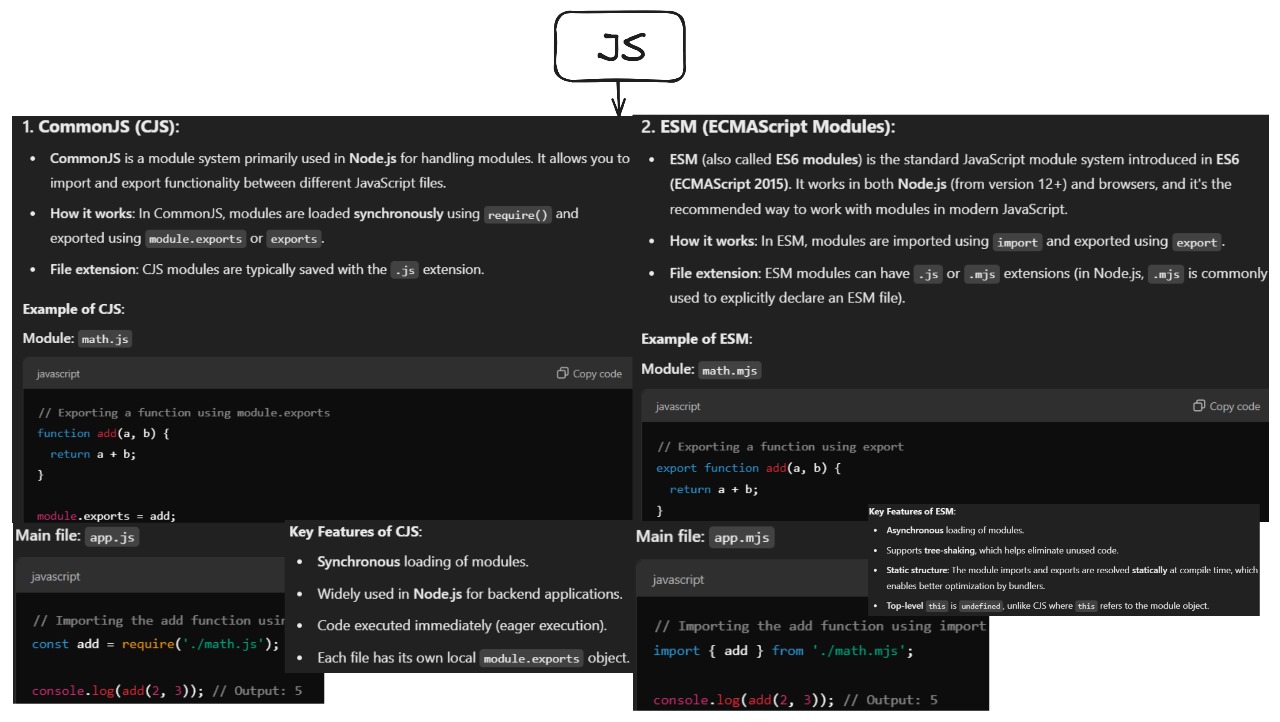 JS
1. CommonJS (CJS):
• CommonJS is a module system primarily used in Node.js for handling modules. It allows you to
import and export functionality between different JavaScript files.
• How it works: In CommonJS, modules are loaded synchronously using require() and
exported using module.exports or exports.
• File extension: CJS modules are typically saved with the .js extension.
Example of CJS:
Module: math.js
javascript
Copy code
// Exporting a function using module.exports
function add(a, b) {
return a + b;
}
module.exports = add;
Main file: app.js
javascript
// Importing the add function usin
const add = require('./math.js');
console.log(add(2, 3)); // Output: 5
Key Features of CJS:
• Synchronous loading of modules.
• Widely used in Node.js for backend applications.
• Code executed immediately (eager execution).
• Each file has its own local module.exports object.
2. ESM (ECMAScript Modules):
• ESM (also called ES6 modules) is the standard JavaScript module system introduced in ES6
(ECMAScript 2015). It works in both Node.js (from version 12+) and browsers, and it's the
recommended way to work with modules in modern JavaScript.
• How it works: In ESM, modules are imported using import and exported using export.
• File extension: ESM modules can have .js or .mjs extensions (in Node.js, .mjs is commonly
used to explicitly declare an ESM file).
Example of ESM:
Module: math.mjs
javascript
Copy code
// Exporting a function using export
export function add(a, b) {
return a + b;
}
Main file: app.mjs
javascript
// Importing the add function using import
import { add } from './math.mjs';
console.log(add(2, 3)); // Output: 5
Key Features of ESM:
• Asynchronous loading of modules.
• Supports tree-shaking, which helps eliminate unused code.
• Static structure: The module imports and exports are resolved statically at compile time, which
enables better optimization by bundlers.
• Top-level this is undefined, unlike CJS where this refers to the module object.